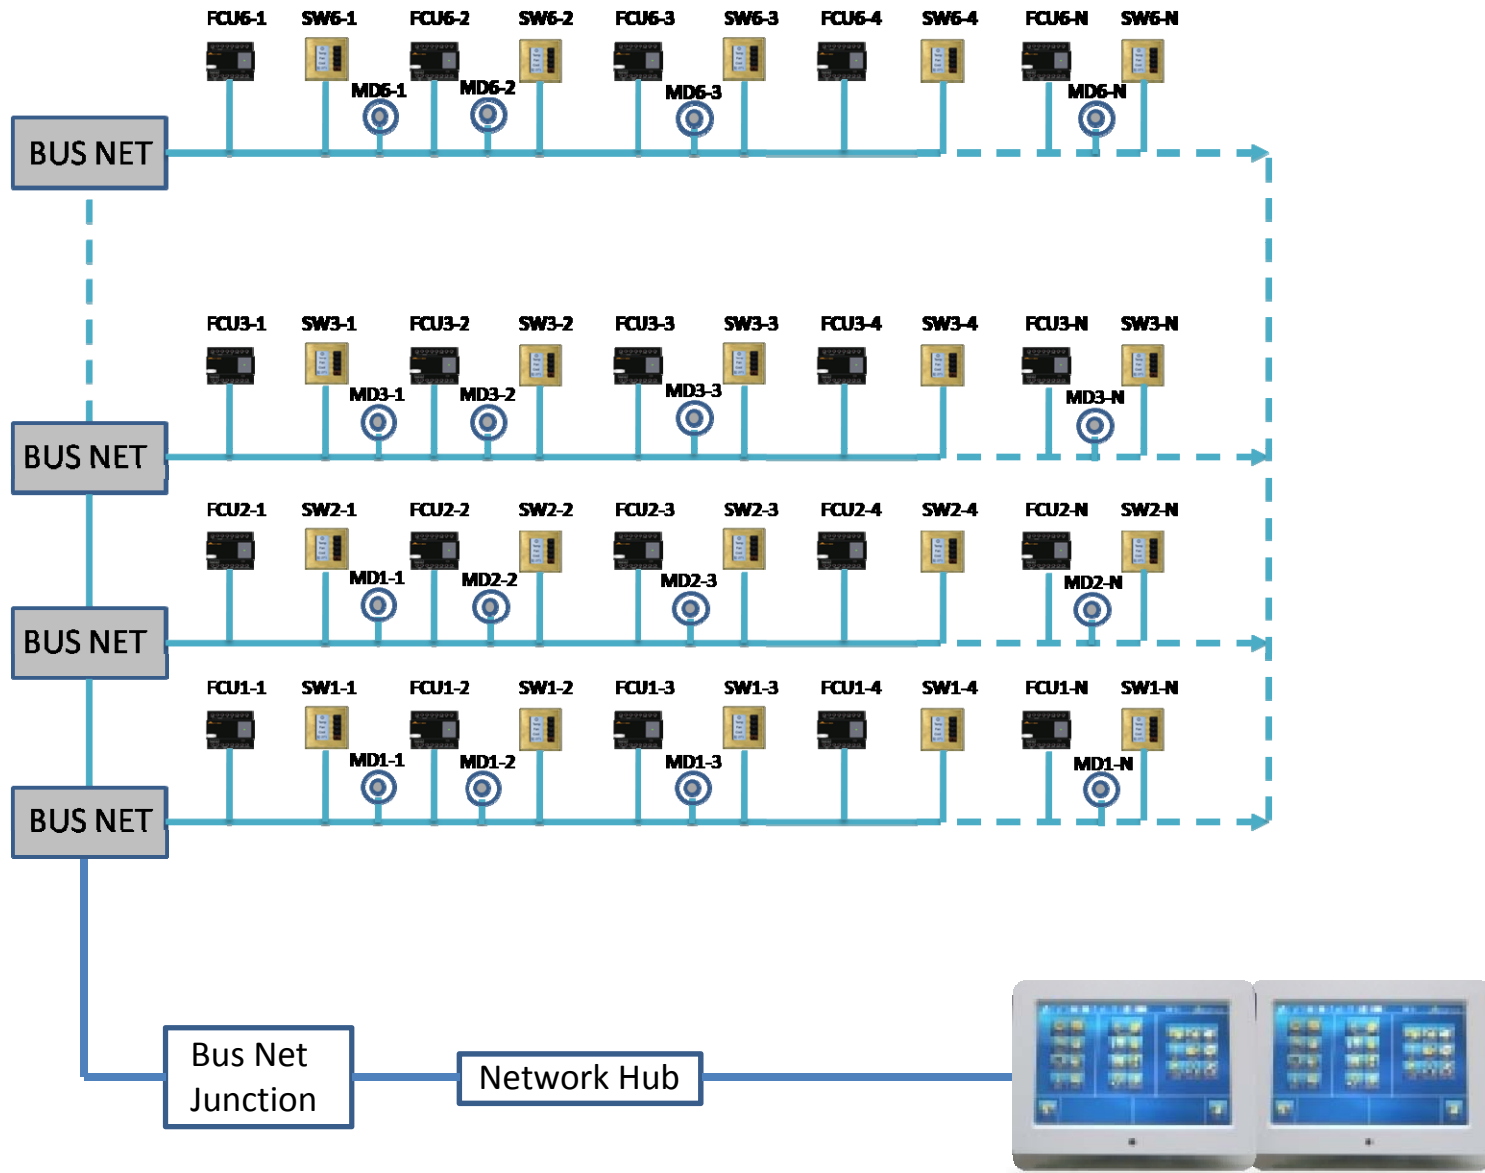 FCU6-1 SW6-1 FCU6-2 SW6-2 FCU6-3 SW6-3 FCU6-4 SW6-4 FCU6-N SW6-N
MD6-1 MD6-2 MD6-3 MD6-N
BUS NET
FCU3-1 SW3-1 FCU3-2 SW3-2 FCU3-3 SW3-3 FCU3-4 SW3-4 FCU3-N SW3-N
MD3-1 MD3-2 MD3-3 MD3-N
BUS NET
FCU2-1 SW2-1 FCU2-2 SW2-2 FCU2-3 SW2-3 FCU2-4 SW2-4 FCU2-N SW2-N
MD1-1 MD2-2 MD2-3 MD2-N
BUS NET
FCU1-1 SW1-1 FCU1-2 SW1-2 FCU1-3 SW1-3 FCU1-4 SW1-4 FCU1-N SW1-N
MD1-1 MD1-2 MD1-3 MD1-N
BUS NET
Bus Net
Junction
Network Hub